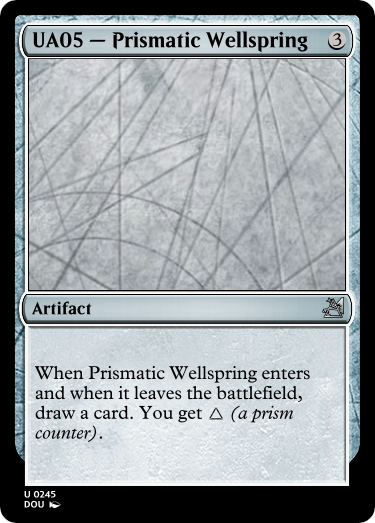 UA05 — Prismatic Wellspring 3
Artifact
When Prismatic Wellspring enters
and when it leaves the battlefield,
draw a card. You get △ (a prism
counter).
U 0245
DOU